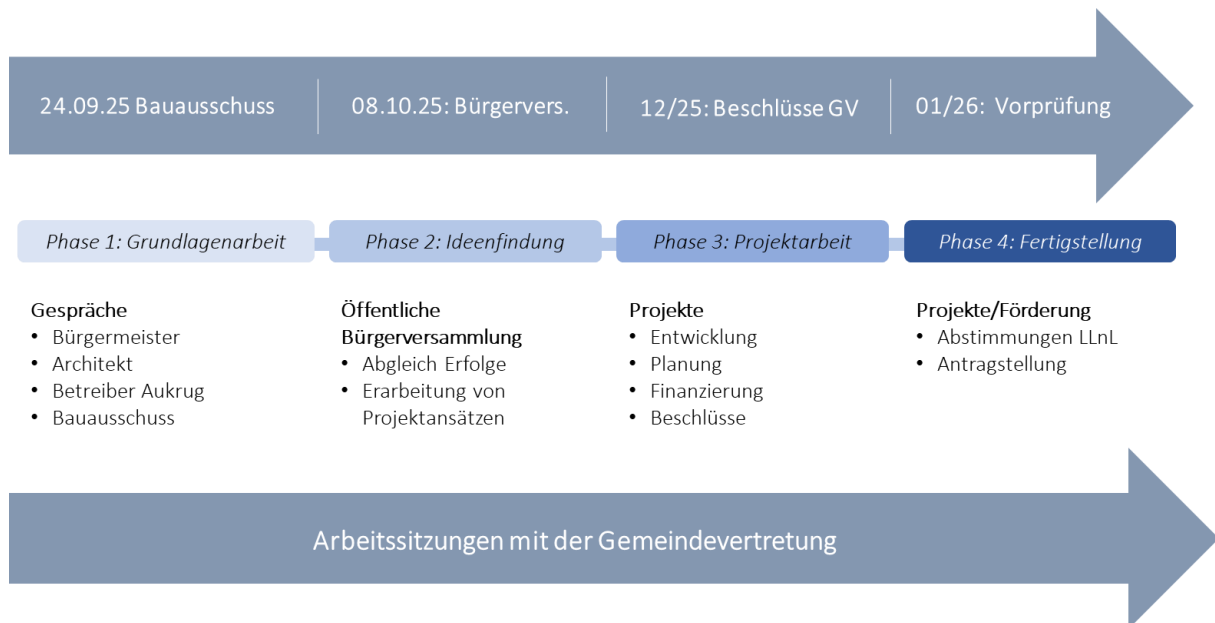 24.09.25 Bauausschuss
08.10.25: Bürgervers.
12/25: Beschlüsse GV
01/26: Vorprüfung
Phase 1: Grundlagenarbeit
Phase 2: Ideenfindung
Phase 3: Projektarbeit
Phase 4: Fertigstellung
Gespräche
• Bürgermeister
• Architekt
• Betreiber Aukrug
• Bauausschuss
Öffentliche
Bürgerversammlung
• Abgleich Erfolge
• Erarbeitung von
Projektansätzen
Projekte
• Entwicklung
• Planung
• Finanzierung
• Beschlüsse
Projekte/Förderung
• Abstimmungen LLnL
• Antragstellung
Arbeitssitzungen mit der Gemeindevertretung